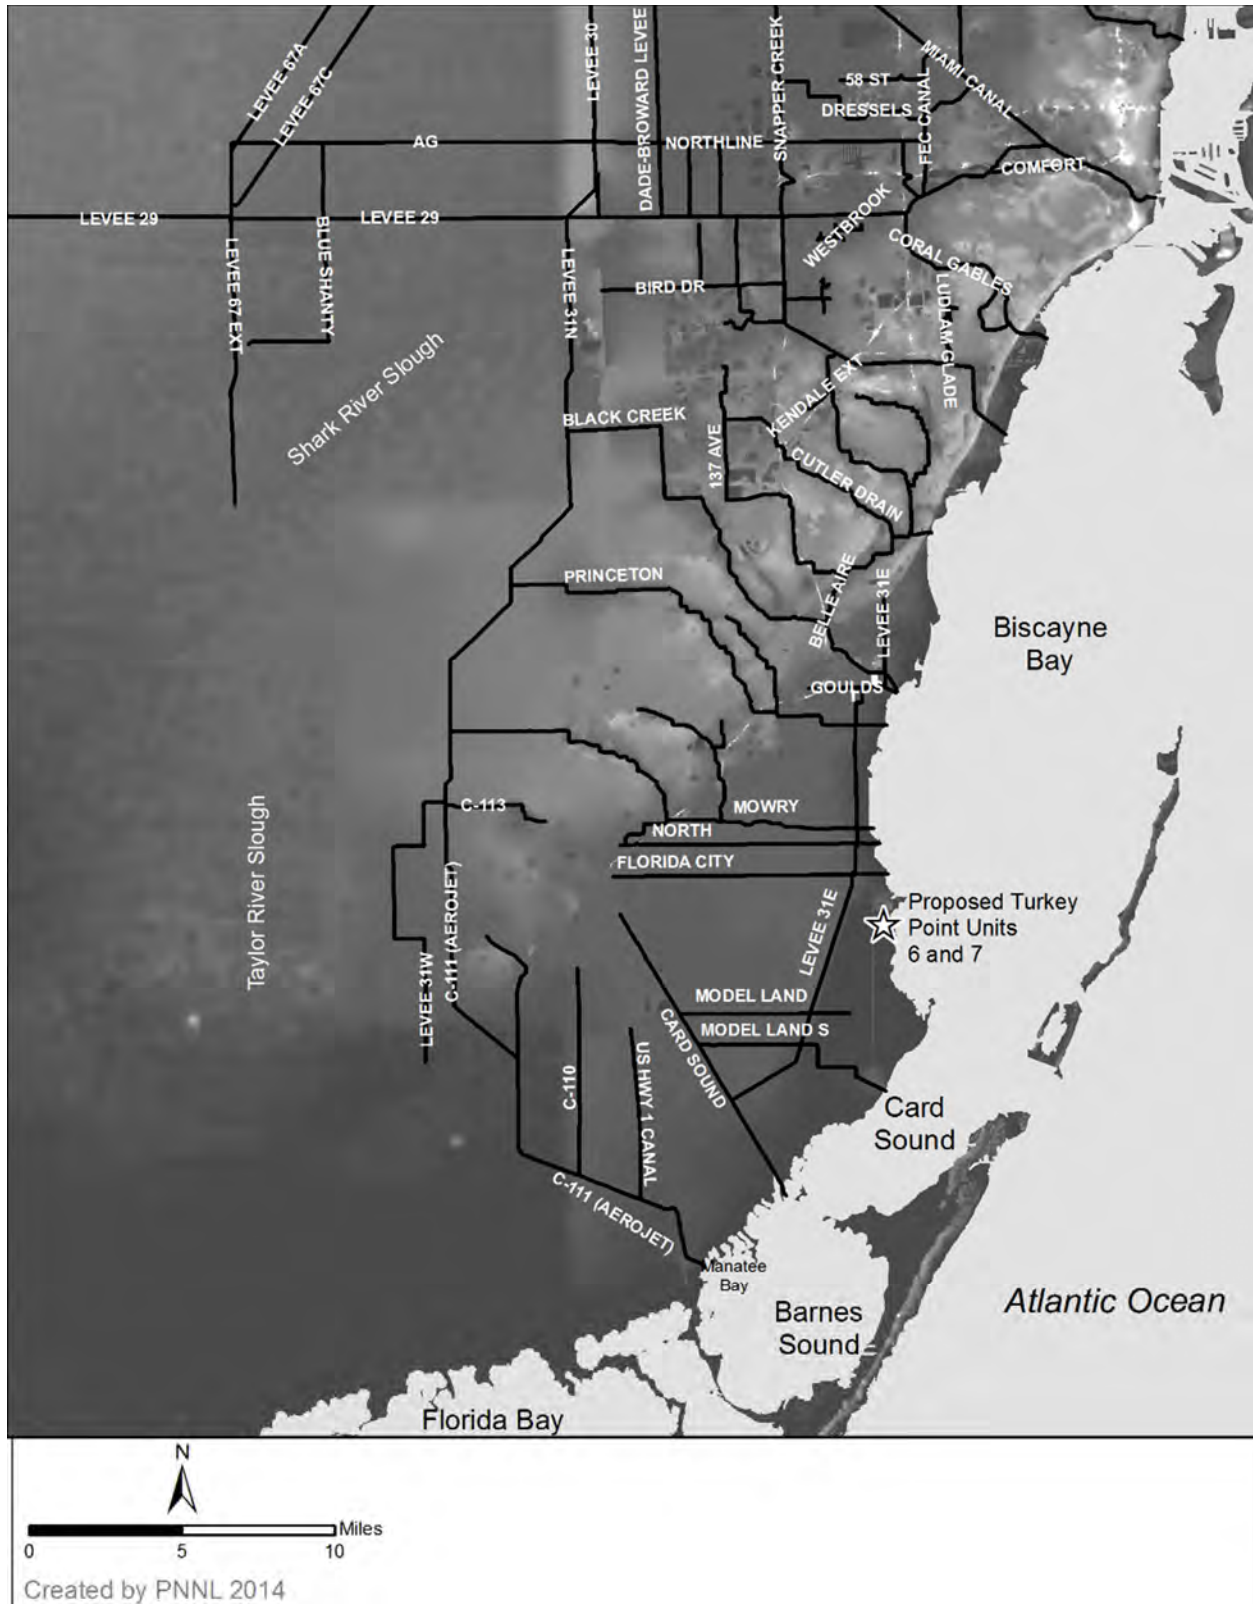 LEVEE 67A
LEVEE 67C
LEVEE 30
DADE-BROWARD LEVEE
SNAPPER CREEK
58 ST
DRESSELS
FEC CANAL
MIAMI CANAL
AG
NORTHLINE
COMFORT
LEVEE 29
LEVEE 29
LEVEE 67 EXT
BLUE SHANTY
LEVEE 31N
WESTBROOK
CORAL GABLES
BIRD DR
LUDLAM GLADE
Shark River Slough
BLACK CREEK
137 AVE
KENDALE EXT
CUTLER DRAIN
PRINCETON
BELLE AIRE
LEVEE 31E
Biscayne
Bay
GOULDS
C-113
MOWRY
NORTH
FLORIDA CITY
Taylor River Slough
C-111 (AEROJET)
LEVEE 31W
LEVEE 31E
Proposed Turkey
Point Units
6 and 7
MODEL LAND
MODEL LAND S
CARD SOUND
C-110
US HWY 1 CANAL
Card
Sound
C-111 (AEROJET)
Manatee
Bay
Barnes
Sound
Atlantic Ocean
Florida Bay
N
Miles
0 5 10
Created by PNNL 2014